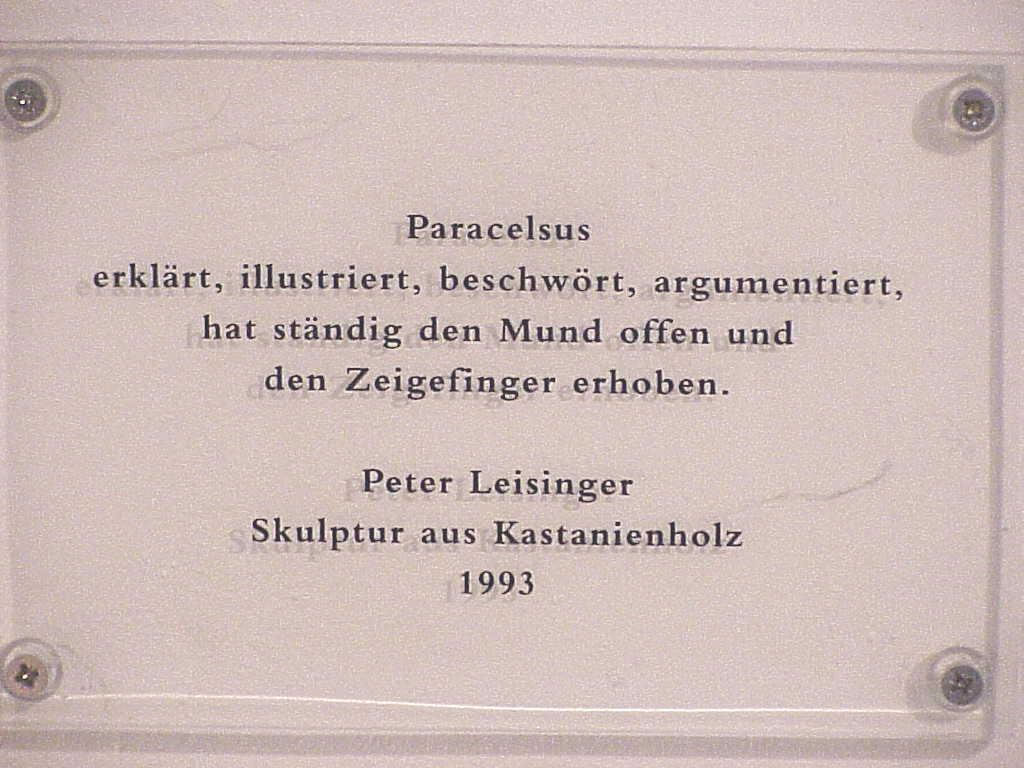 Paracelsus
erklärt, illustriert, beschwört, argumentiert,
hat ständig den Mund offen und
den Zeigefinger erhoben.
Peter Leisinger
Skulptur aus Kastanienholz
1993